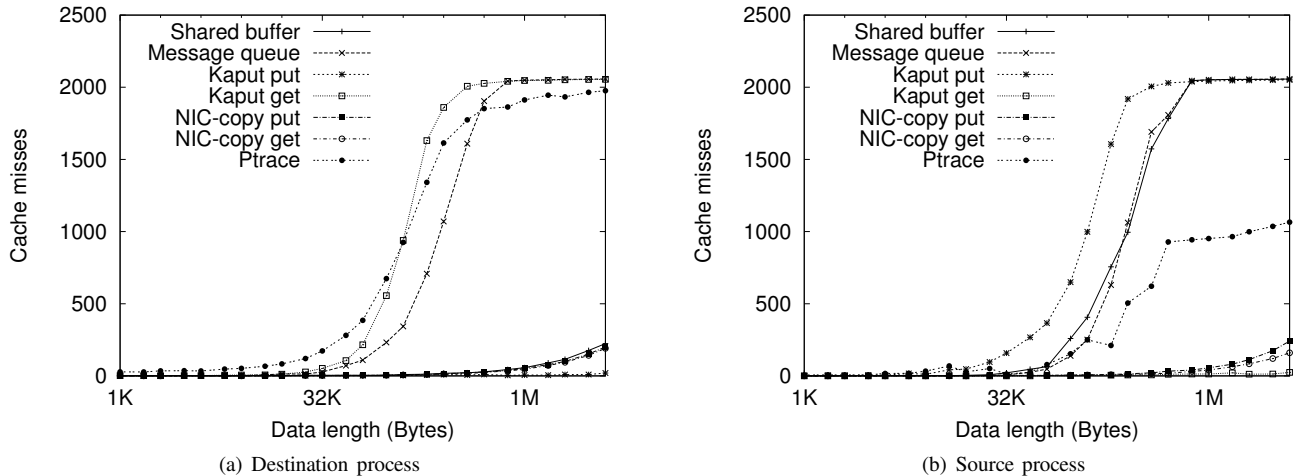 2500
2000
1500
1000
500
0
Cache misses
Shared buffer
Message queue
Kaput put
Kaput get
NIC-copy put
NIC-copy get
Ptrace
1K
32K
1M
Data length (Bytes)
(a) Destination process
2500
2000
1500
1000
500
0
Cache misses
Shared buffer
Message queue
Kaput put
Kaput get
NIC-copy put
NIC-copy get
Ptrace
1K
32K
1M
Data length (Bytes)
(b) Source process